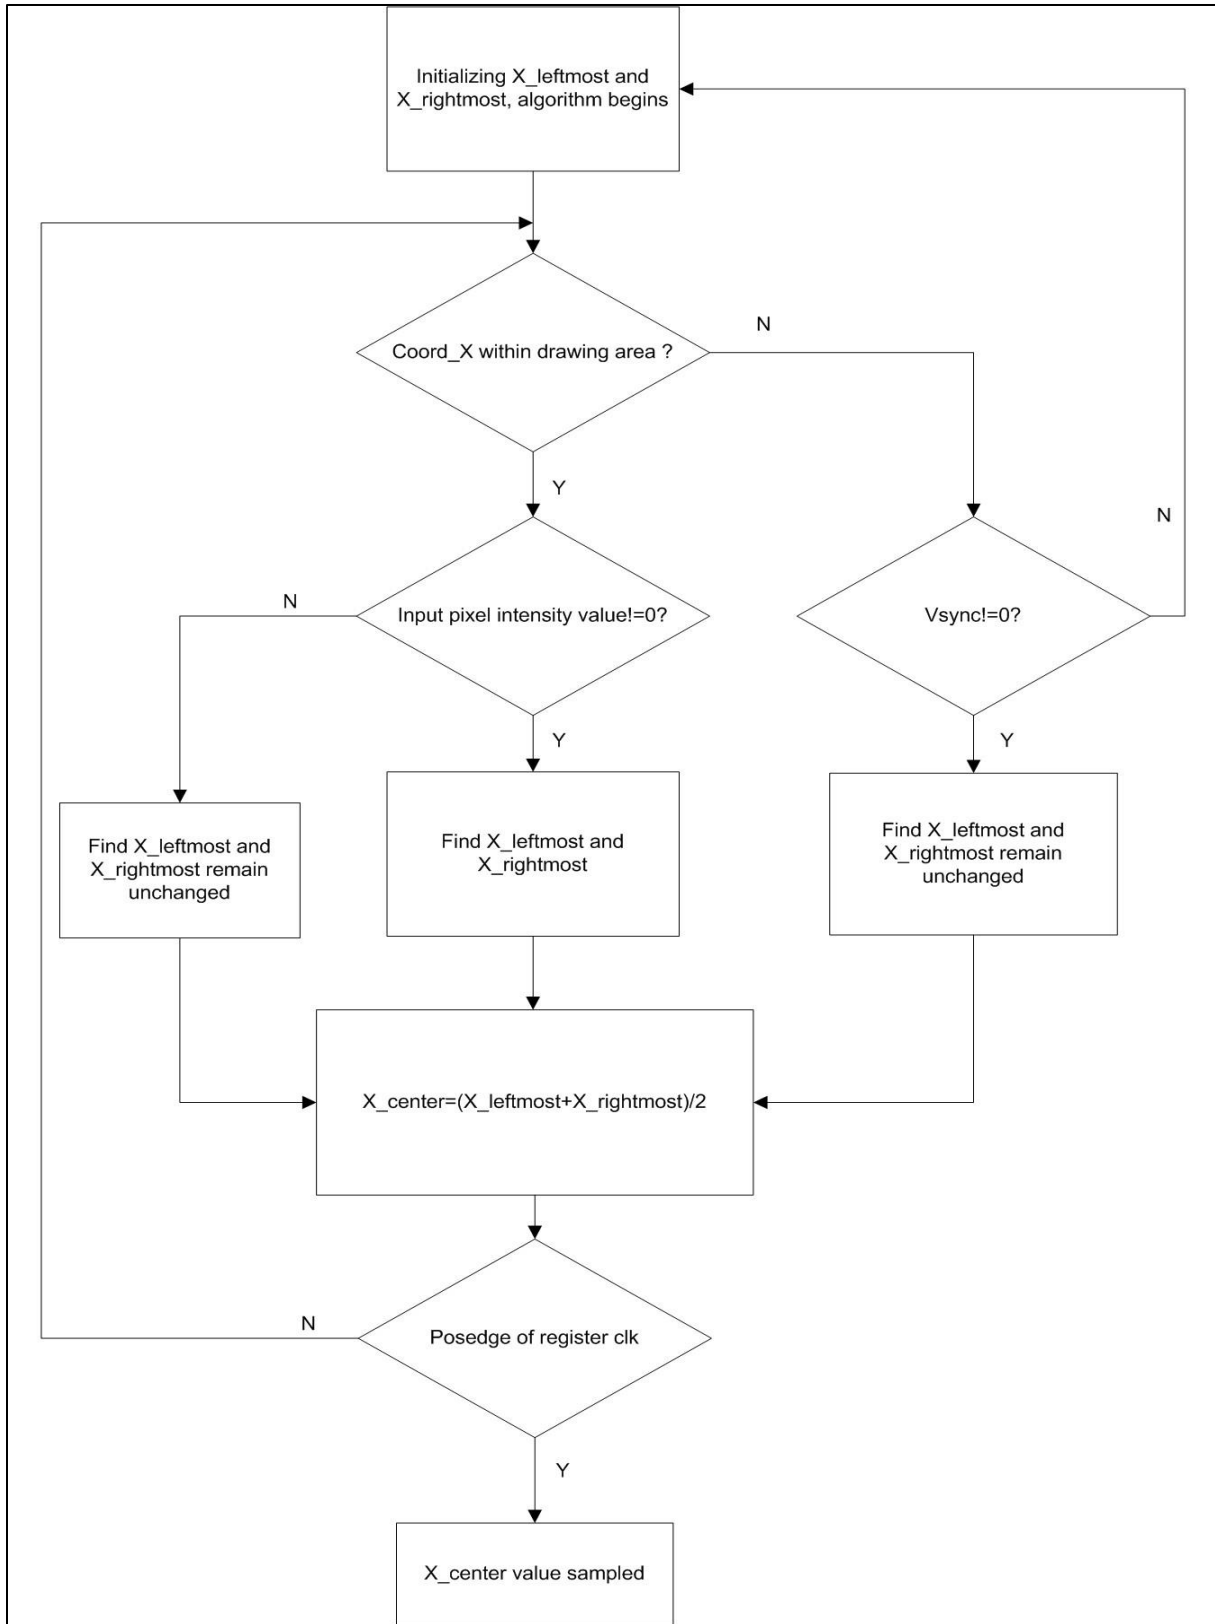 Initializing X_leftmost and
X_rightmost, algorithm begins
N
Coord_X within drawing area ?
Y
N
N
Input pixel intensity value!=0?
Vsync!=0?
Y
Y
Find X_leftmost and
X_rightmost remain
unchanged
Find X_leftmost and
X_rightmost
Find X_leftmost and
X_rightmost remain
unchanged
X_center=(X_leftmost+X_rightmost)/2
N
Posedge of register clk
Y
X_center value sampled